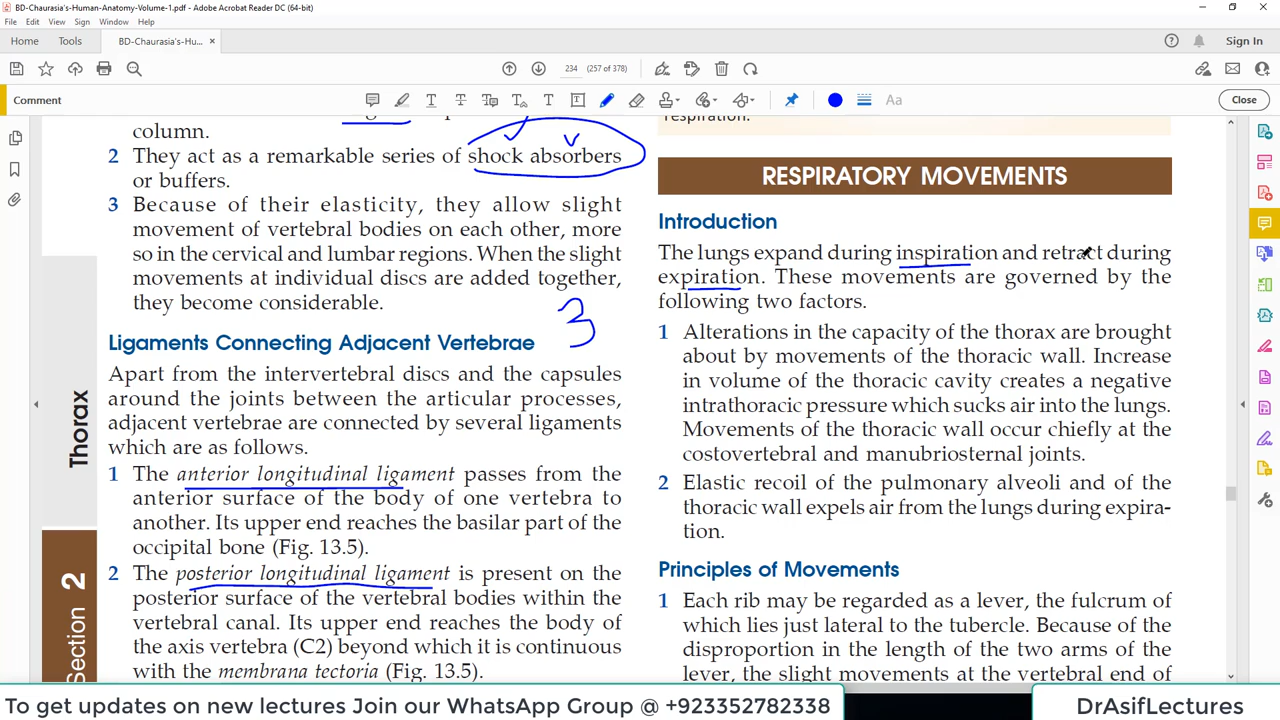 BD-Chaurasia's-Human-Anatomy-Volume-1.pdf - Adobe Acrobat Reader DC (64-bit)
File Edit View Sign Window Help
Home Tools BD-Chaurasia's-Hu... × Sign In
234 (257 of 378)
Comment Aa Close
column.
2 They act as a remarkable series of shock absorbers
or buffers.
3 Because of their elasticity, they allow slight
movement of vertebral bodies on each other, more
so in the cervical and lumbar regions. When the slight
movements at individual discs are added together,
they become considerable.
3
Ligaments Connecting Adjacent Vertebrae
Apart from the intervertebral discs and the capsules
around the joints between the articular processes,
adjacent vertebrae are connected by several ligaments
which are as follows.
1 The anterior longitudinal ligament passes from the
anterior surface of the body of one vertebra to
another. Its upper end reaches the basilar part of the
occipital bone (Fig. 13.5).
2 The posterior longitudinal ligament is present on the
posterior surface of the vertebral bodies within the
vertebral canal. Its upper end reaches the body of
the axis vertebra (C2) beyond which it is continuous
with the membrana tectoria (Fig. 13.5).
Thorax
Section 2
respiration.
RESPIRATORY MOVEMENTS
Introduction
The lungs expand during inspiration and retract during
expiration. These movements are governed by the
following two factors.
1 Alterations in the capacity of the thorax are brought
about by movements of the thoracic wall. Increase
in volume of the thoracic cavity creates a negative
intrathoracic pressure which sucks air into the lungs.
Movements of the thoracic wall occur chiefly at the
costovertebral and manubriosternal joints.
2 Elastic recoil of the pulmonary alveoli and of the
thoracic wall expels air from the lungs during expira-
tion.
Principles of Movements
1 Each rib may be regarded as a lever, the fulcrum of
which lies just lateral to the tubercle. Because of the
disproportion in the length of the two arms of the
lever, the slight movements at the vertebral end of
To get updates on new lectures Join our WhatsApp Group @ +923352782338
DrAsifLectures